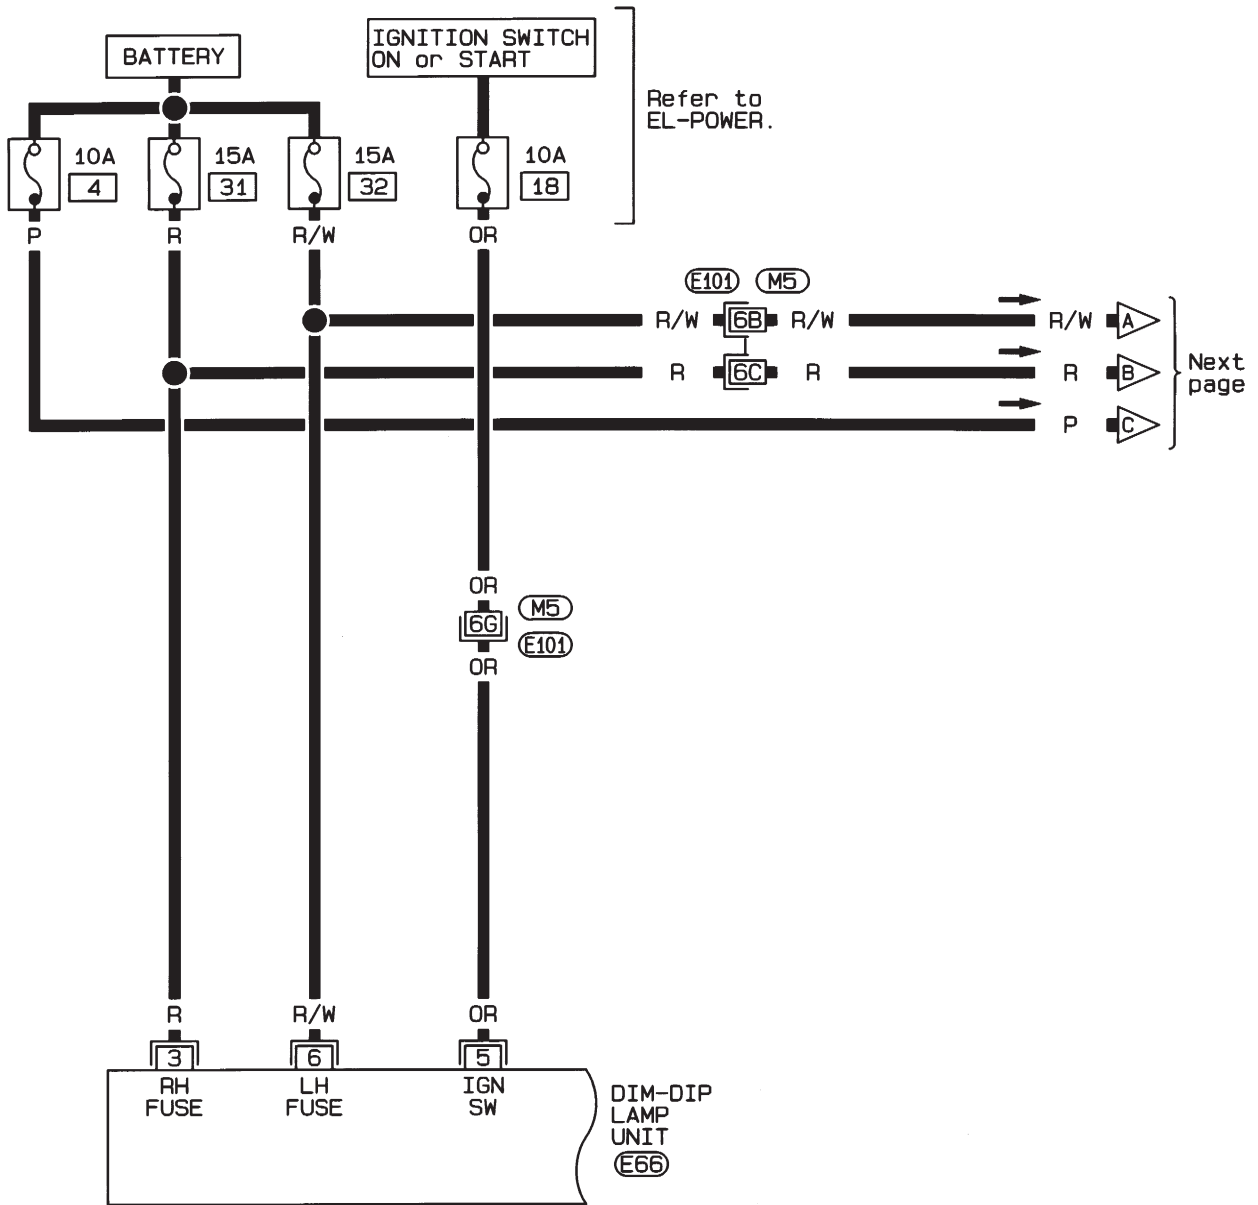 BATTERY
IGNITION SWITCH
ON or START
Refer to
EL-POWER.
10A
4
15A
31
15A
32
10A
18
P
R
R/W
OR
E101
M5
R/W
6B
R/W
R/W
A
R
6C
R
R
B
P
C
Next
page
OR
6G
M5
E101
OR
R
R/W
OR
3
6
5
RH
FUSE
LH
FUSE
IGN
SW
DIM-DIP
LAMP
UNIT
E66